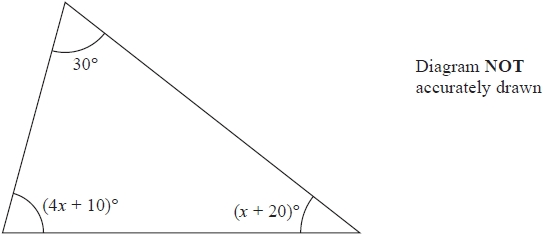 30°
Diagram NOT
accurately drawn
(4x + 10)°
(x + 20)°